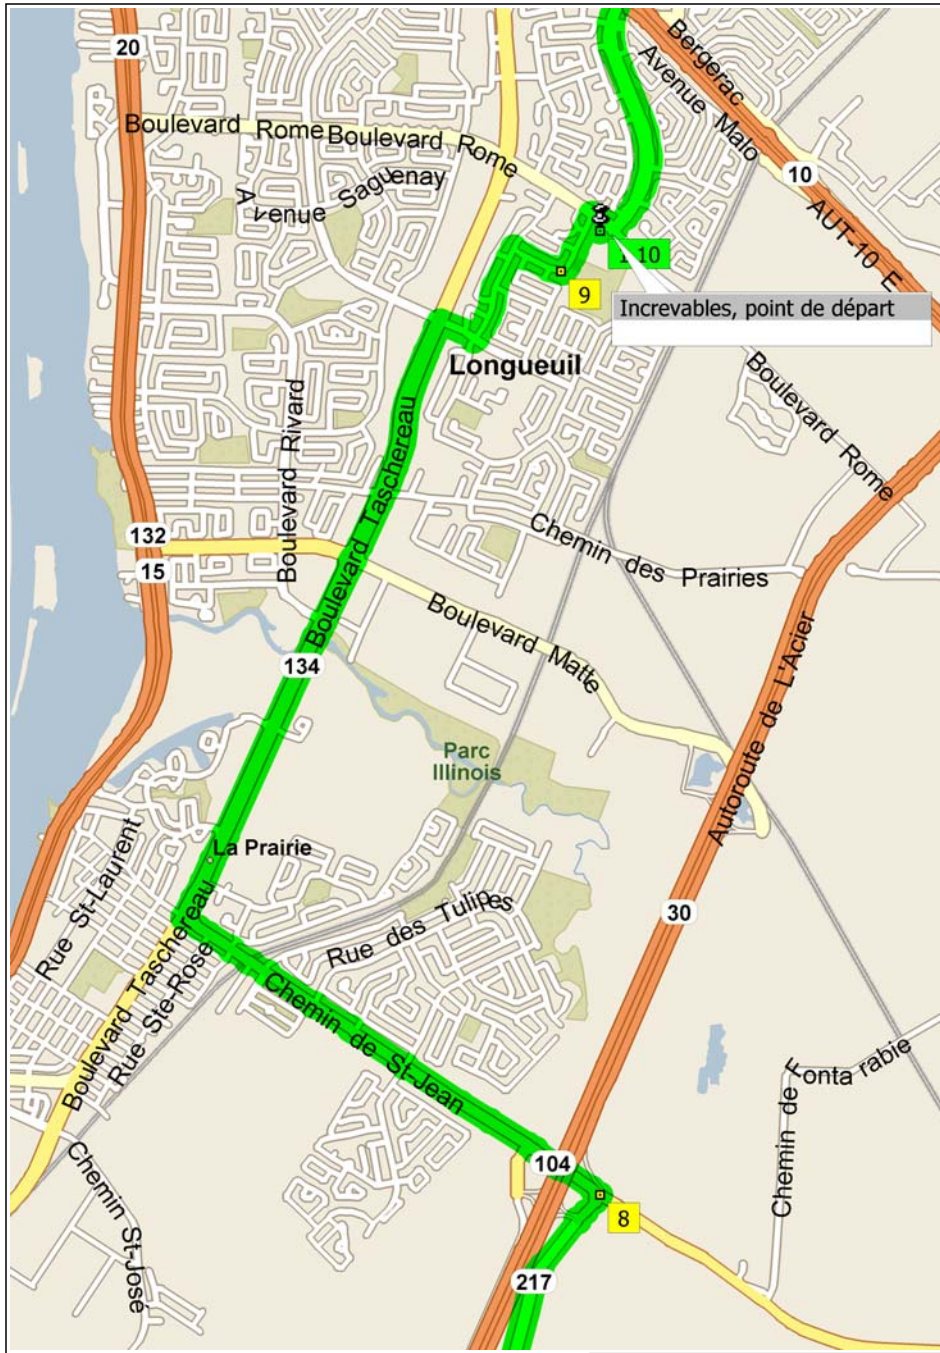 20
Bergerac
Avenue Malo
Boulevard Rome
Boulevard Rome
10
Avenue Saguenay
AUT-10 E
1 10
9
Increvables, point de départ
Longueuil
Boulevard Rome
Boulevard Rivard
Boulevard Taschereau
132
Chemin des Prairies
15
Boulevard Matte
134
Autoroute de L'Acier
Parc
Illinois
Rue St-Laurent
La Prairie
Rue des Tulipes
30
Boulevard Taschereau
Rue Ste-Rose
Chemin de St-Jean
Chemin de Fontarabie
104
Chemin St-José
8
217